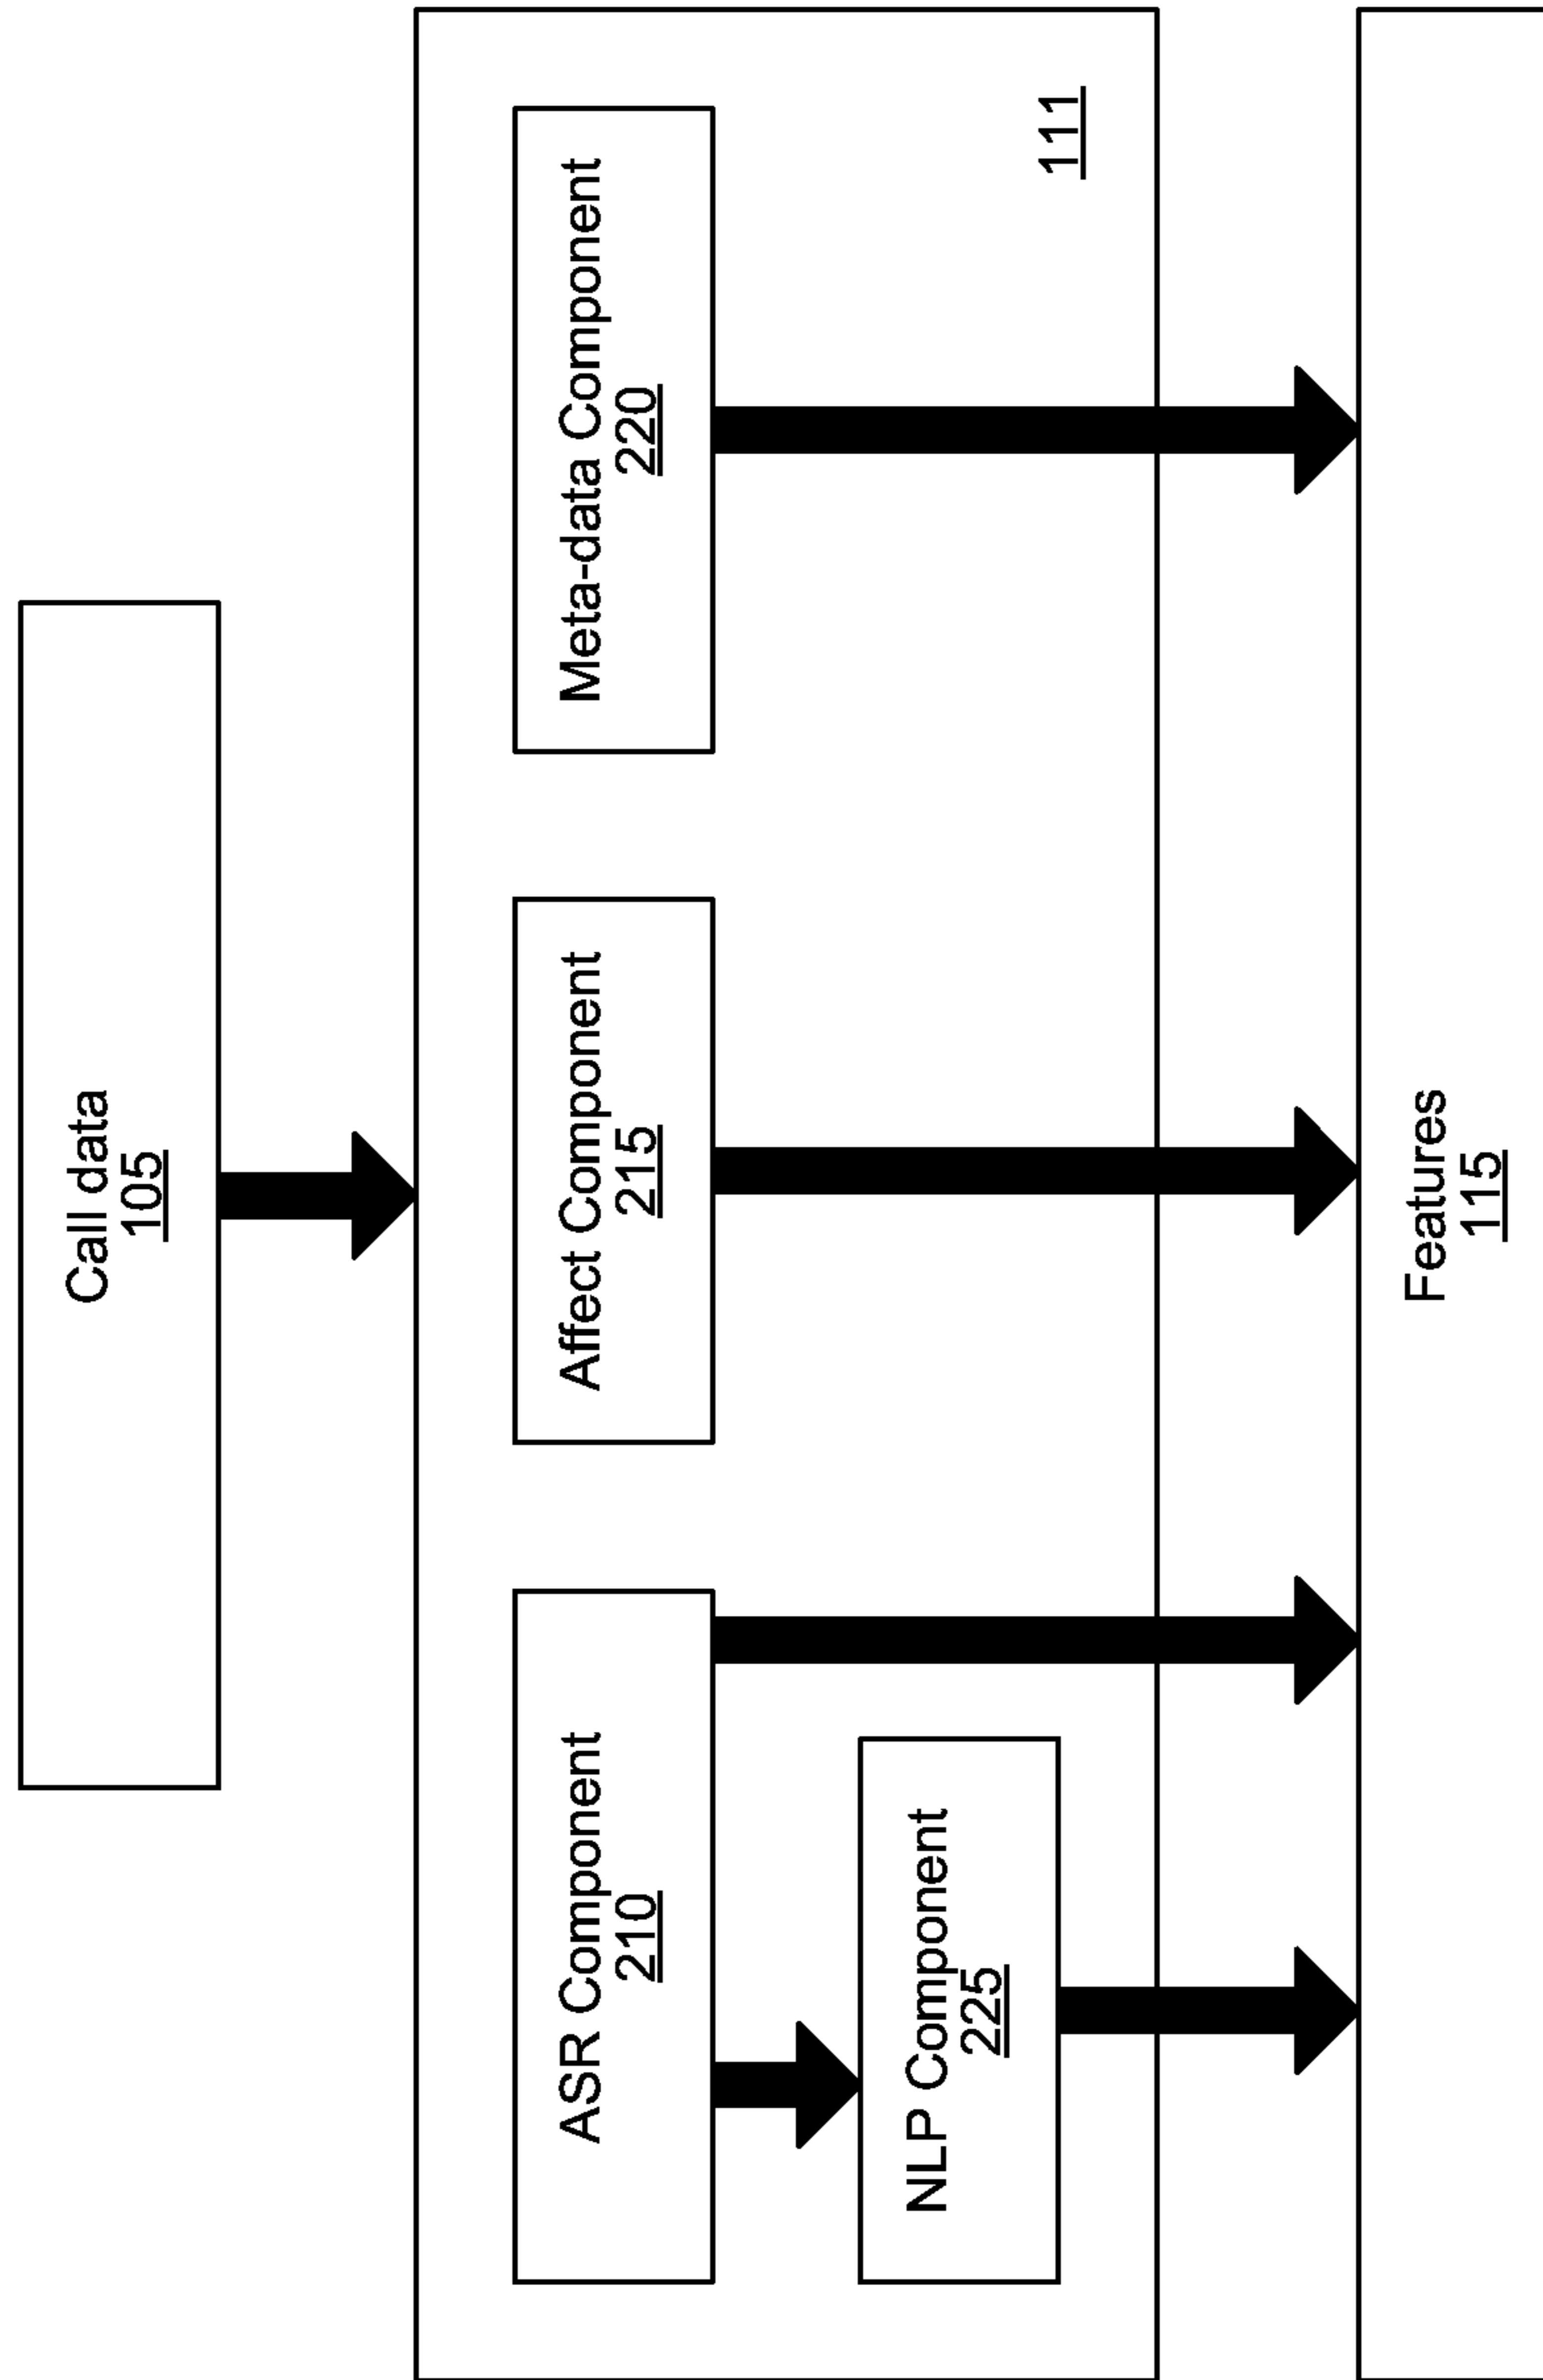 Call data
105
ASR Component
210
Affect Component
215
Meta-data Component
220
NLP Component
225
111
Features
115